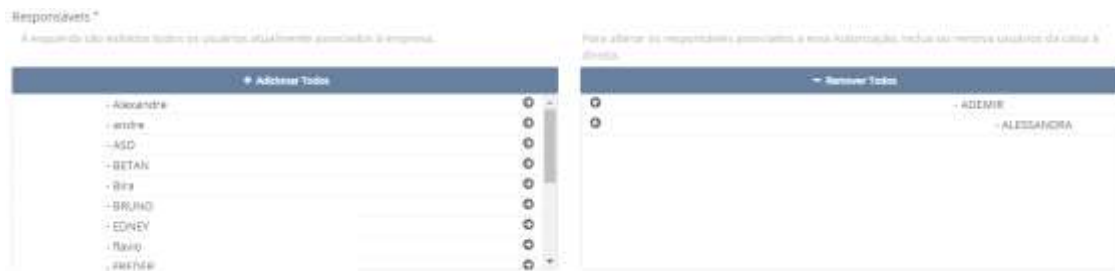 Responsáveis *
À esquerda são exibidos todos os usuários atualmente associados à empresa.
Para alterar os responsáveis associados a essa Autorização, inclua ou remova usuários da caixa à
direita.
+ Adicionar Todos
- Alexandre
- andre
- ASD
- BETAN
- Bira
- BRUNO
- EDNEY
- flavio
- FREDER
− Remover Todos
- ADEMIR
- ALESSANDRA